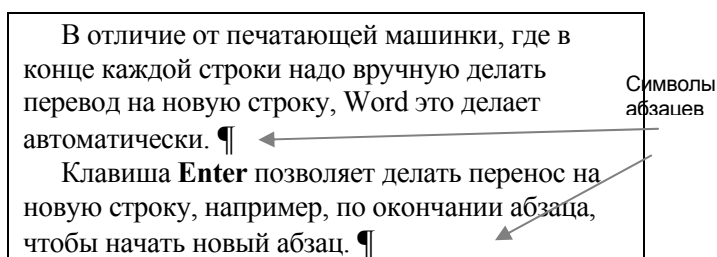 В отличие от печатающей машинки, где в
конце каждой строки надо вручную делать
перевод на новую строку, Word это делает
автоматически. ¶
Клавиша Enter позволяет делать перенос на
новую строку, например, по окончании абзаца,
чтобы начать новый абзац. ¶
Символы
абзацев